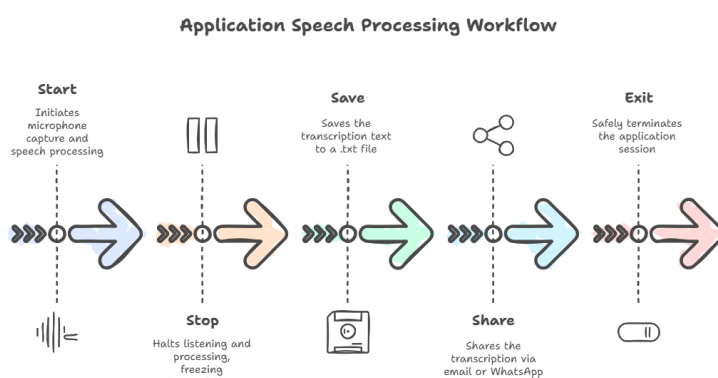 Application Speech Processing Workflow
Start
Initiates
microphone
capture and
speech processing
Stop
Halts listening and
processing,
freezing
Save
Saves the
transcription text
to a .txt file
Share
Shares the
transcription via
email or WhatsApp
Exit
Safely terminates
the application
session